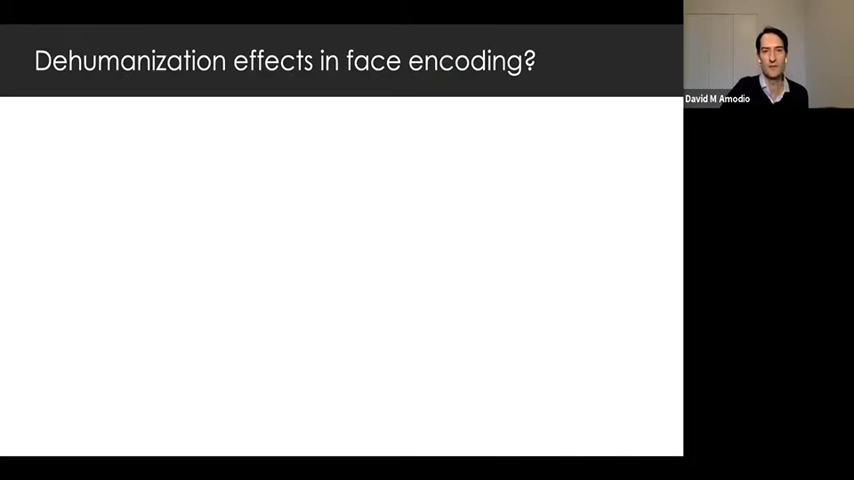 Dehumanization effects in face encoding?
David M Amodio